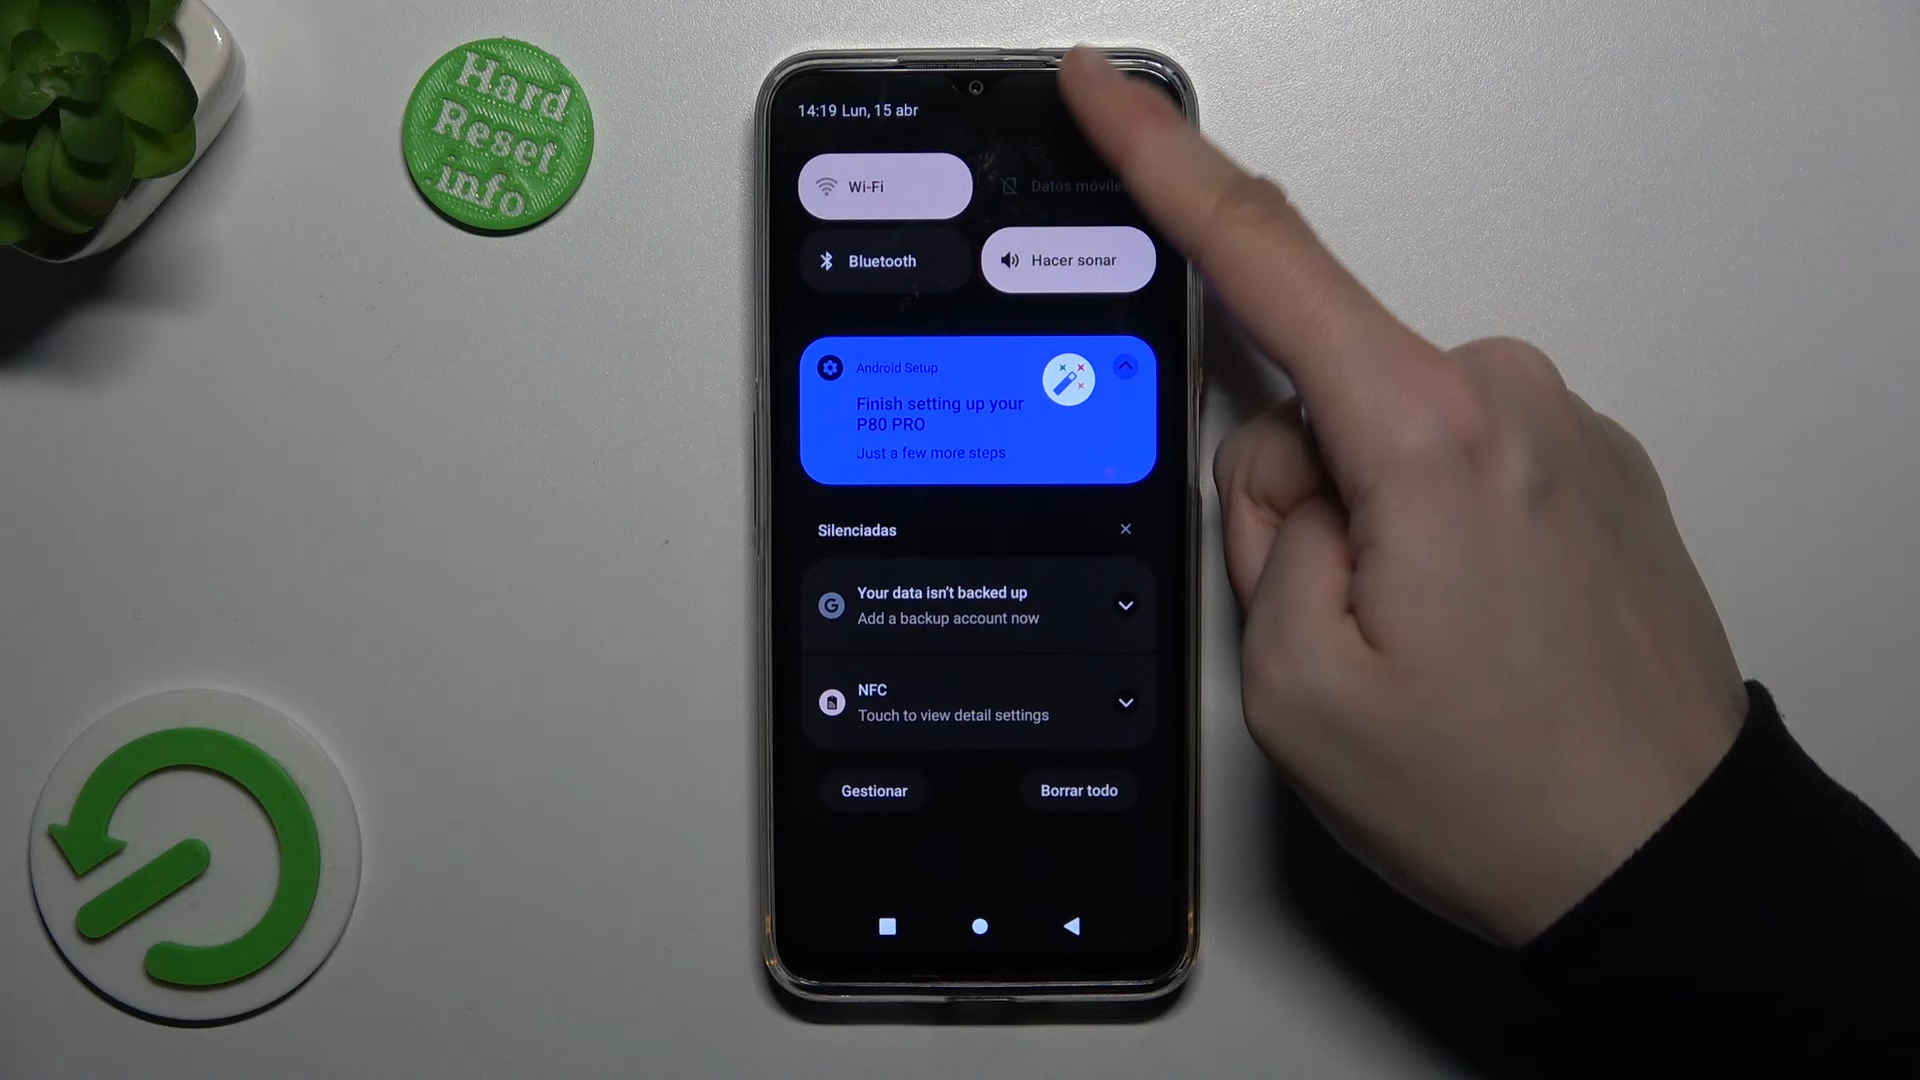 Hard
Reset
.info
14:19 Lun, 15 abr
Wi-Fi
Datos móviles
Bluetooth
Hacer sonar
Android Setup
Finish setting up your
P80 PRO
Just a few more steps
Silenciadas
Your data isn't backed up
Add a backup account now
NFC
Touch to view detail settings
Gestionar
Borrar todo